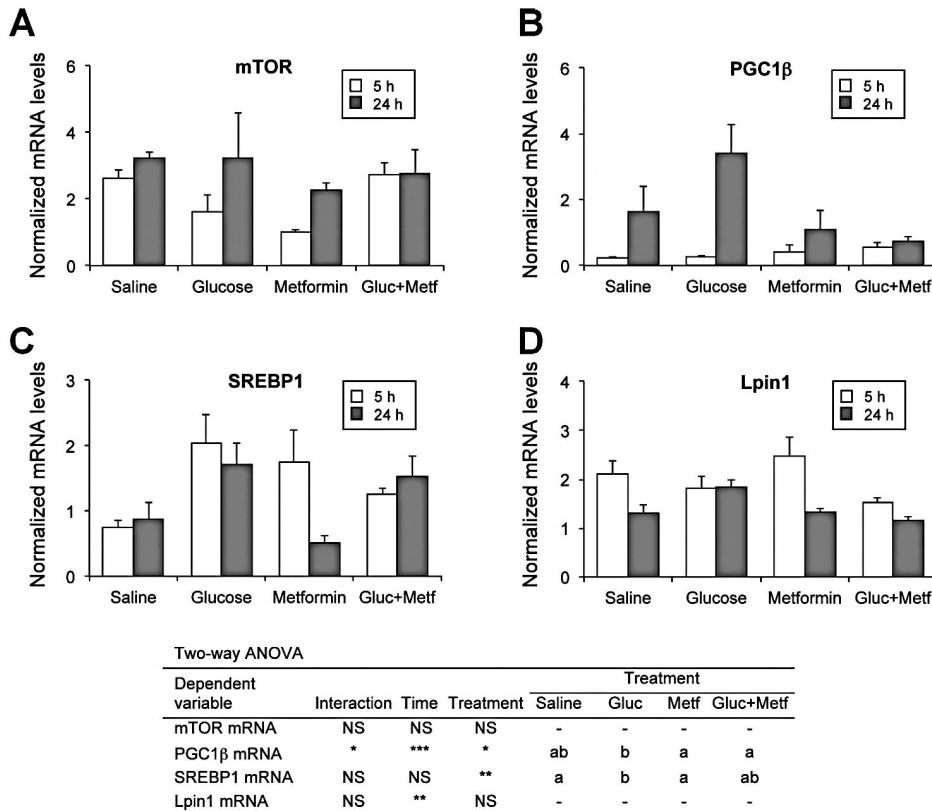 A
mTOR
Normalized mRNA levels
6
4
2
0
5 h
24 h
Saline Glucose Metformin Gluc+Metf
B
PGC1β
Normalized mRNA levels
6
4
2
0
5 h
24 h
Saline Glucose Metformin Gluc+Metf
C
SREBP1
Normalized mRNA levels
3
2
1
0
5 h
24 h
Saline Glucose Metformin Gluc+Metf
D
Lpin1
Normalized mRNA levels
4
3
2
1
0
5 h
24 h
Saline Glucose Metformin Gluc+Metf
Two-way ANOVA
Treatment
Dependent variable Interaction Time Treatment Saline Gluc Metf Gluc+Metf
mTOR mRNA NS NS NS - - - -
PGC1β mRNA * *** * ab b a a
SREBP1 mRNA NS NS ** a b a ab
Lpin1 mRNA NS ** NS - - - -